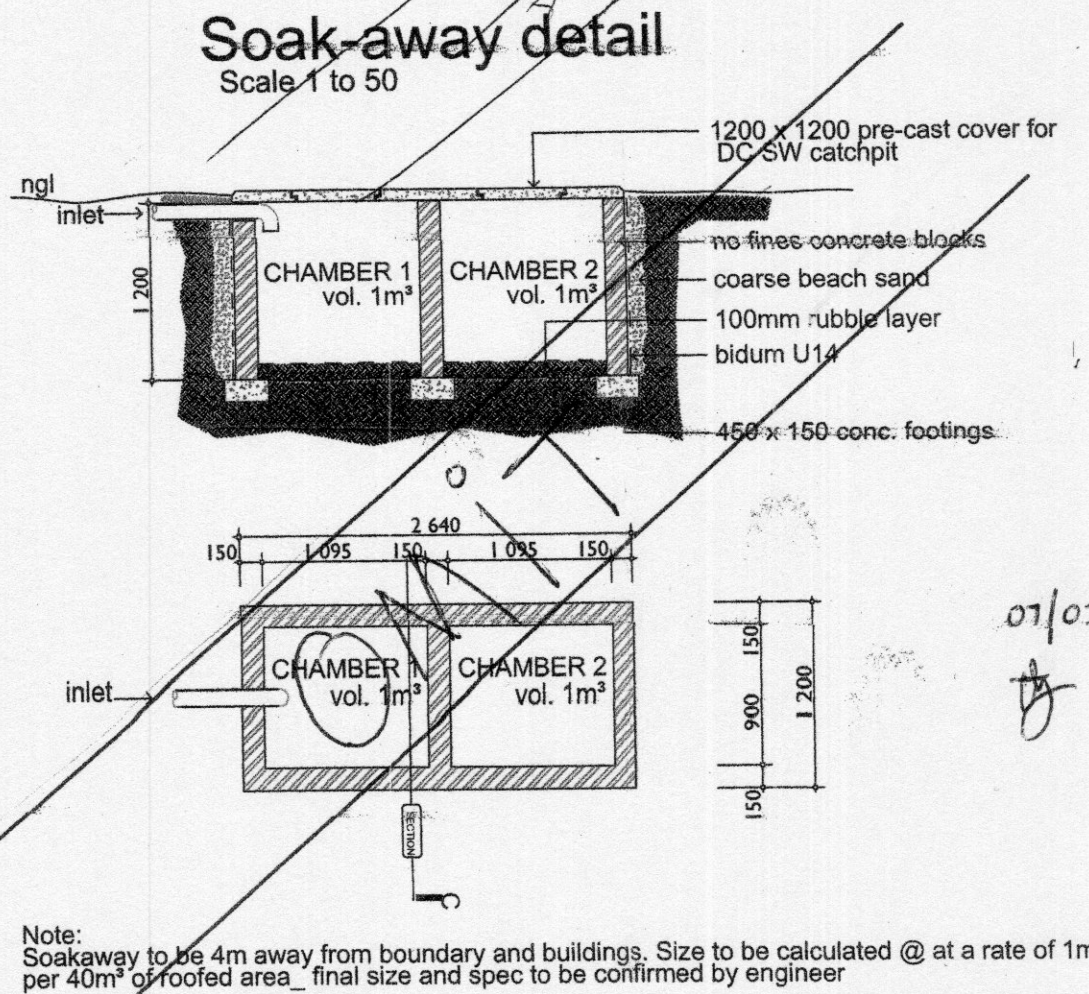 Soak-away detail
Scale 1 to 50
1200 x 1200 pre-cast cover for
DC SW catchpit
ngl
inlet
no fines concrete blocks
CHAMBER 1
vol. 1m³
CHAMBER 2
vol. 1m³
coarse beach sand
1 200
100mm rubble layer
bidum U14
450 x 150 conc. footings
2 640
150 1 095 150 1 095 150
07/0
CHAMBER 1
vol. 1m³
CHAMBER 2
vol. 1m³
inlet
150
900
150
1 200
SECTION
C
Note:
Soakaway to be 4m away from boundary and buildings. Size to be calculated @ at a rate of 1m
per 40m³ of roofed area_ final size and spec to be confirmed by engineer